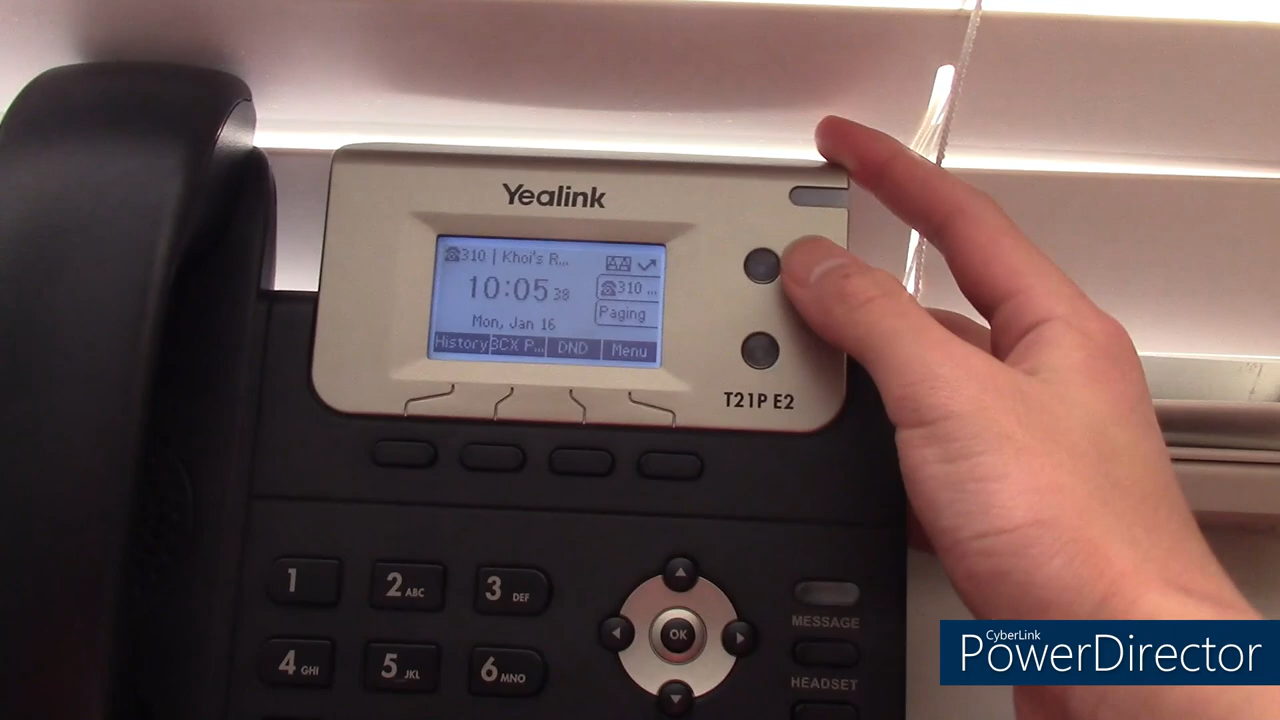 Yealink
310 | Khoi's R...
10:05 38
310 ...
Paging
Mon, Jan 16
History 3CX P... DND Menu
T21P E2
1 2 ABC 3 DEF
4 GHI 5 JKL 6 MNO
OK
MESSAGE
HEADSET
CyberLink
PowerDirector